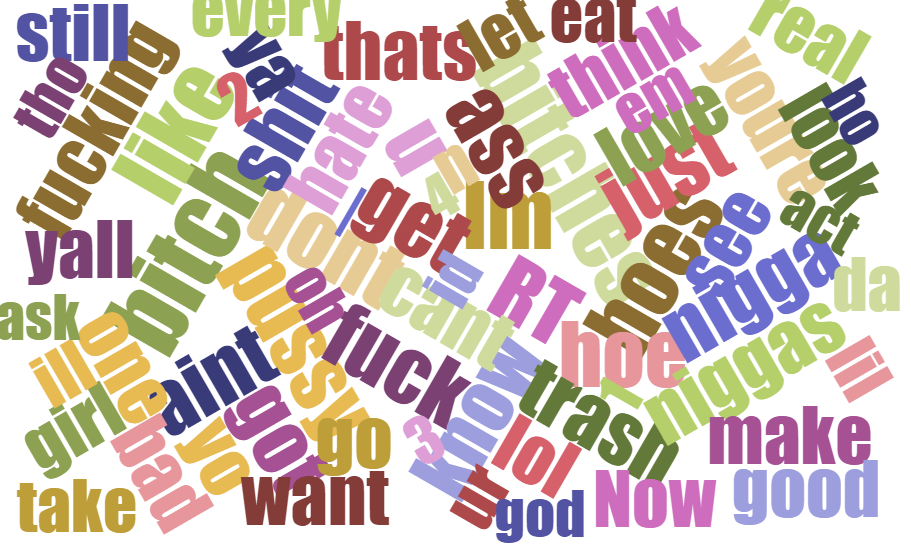 still
every
thats
let
eat
think
real
tho
fucking
like
2
ya
shit
hate
u
n
4
ass
bitches
em
love
just
youre
look
ho
act
yall
bitch
dont
I
get
Im
RT
hoes
see
nigga
da
ask
pussy
oh
cant
id
fuck
hoe
niggas
lil
ill
one
aint
girl
bad
yo
got
go
3
know
trash
lol
ur
make
take
want
god
Now
good